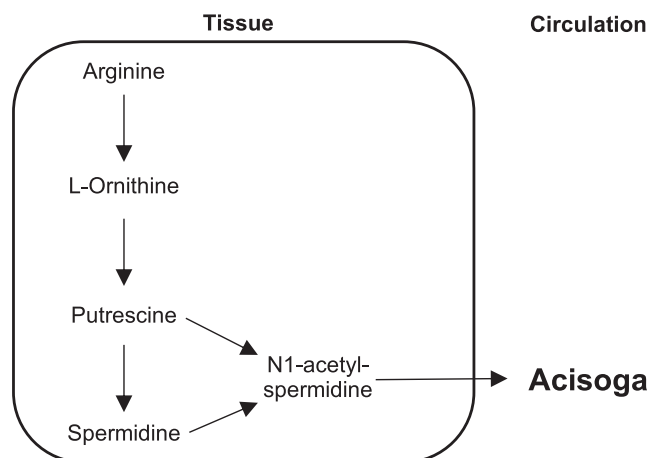 Tissue
Circulation
Arginine
L-Ornithine
Putrescine
N1-acetyl-
spermidine
Acisoga
Spermidine